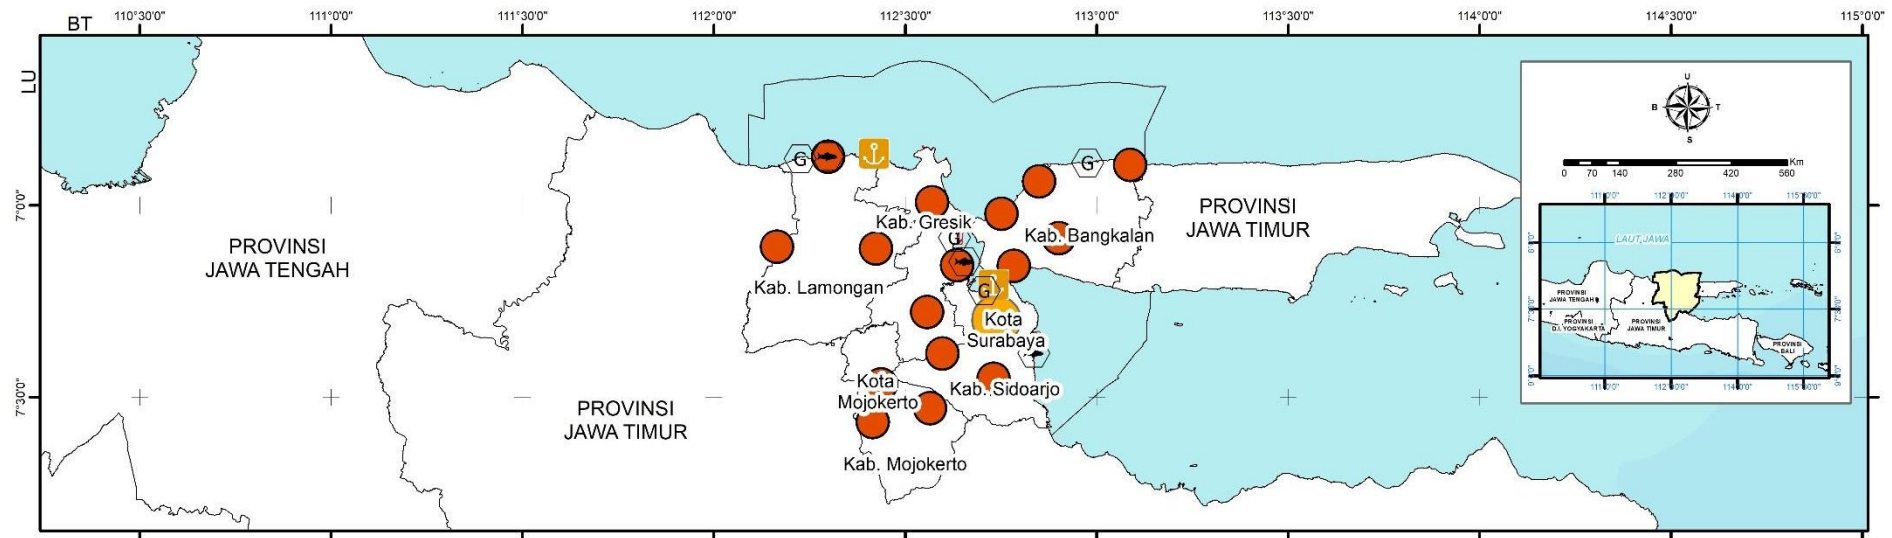 BT
110°30'0"
111°0'0"
111°30'0"
112°0'0"
112°30'0"
113°0'0"
113°30'0"
114°0'0"
114°30'0"
115°0'0"
LU
7°0'0"
7°30'0"
PROVINSI
JAWA TENGAH
PROVINSI
JAWA TIMUR
PROVINSI
JAWA TIMUR
G
G
G
G
Kab. Gresik
Kab. Bangkalan
Kab. Lamongan
Kota
Surabaya
Kab. Sidoarjo
Kota
Mojokerto
Kab. Mojokerto
U
B
T
S
0 70 140 280 420 560
Km
LAUT JAWA
PROVINSI
JAWA TENGAH
PROVINSI
D.I. YOGYAKARTA
PROVINSI
JAWA TIMUR
PROVINSI
BALI